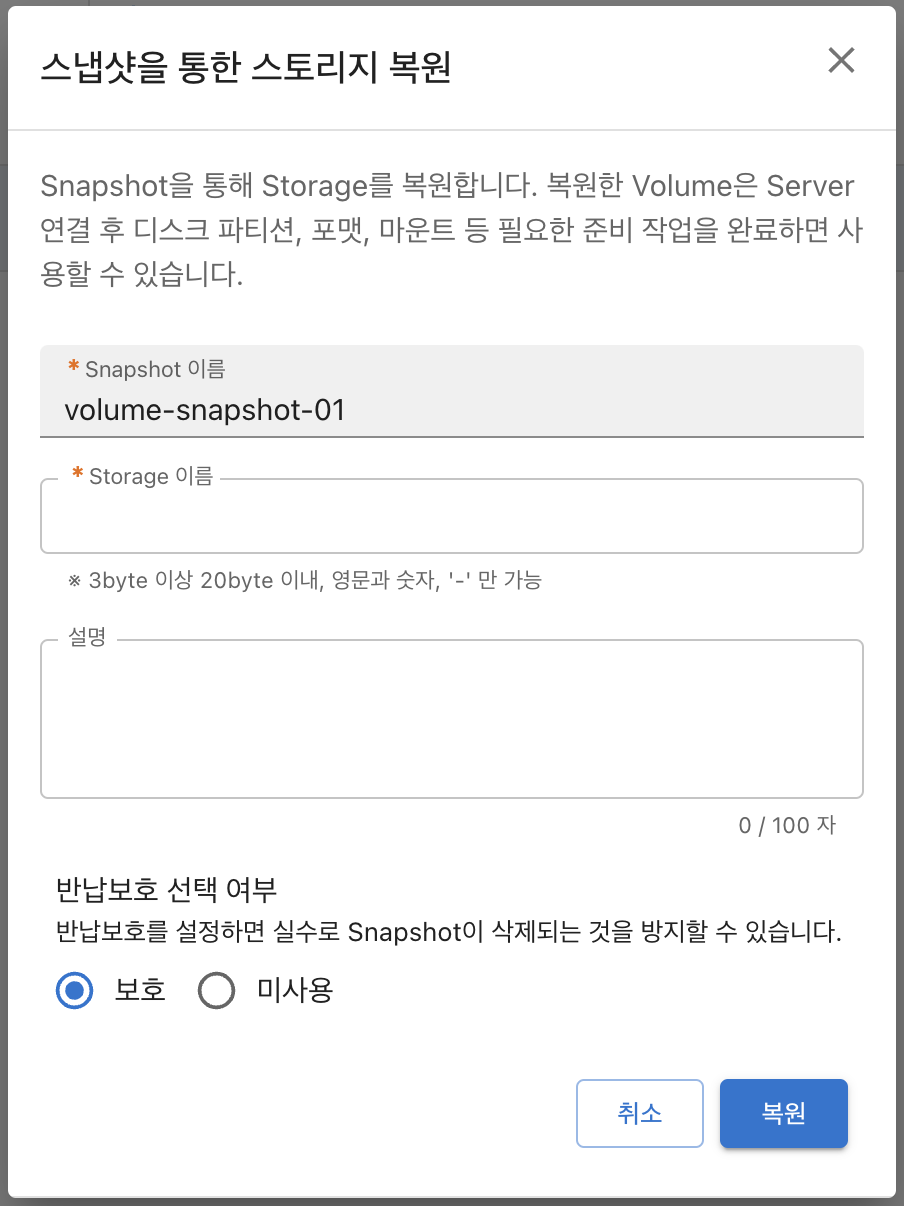 스냅샷을 통한 스토리지 복원
Snapshot을 통해 Storage를 복원합니다. 복원한 Volume은 Server
연결 후 디스크 파티션, 포맷, 마운트 등 필요한 준비 작업을 완료하면 사
용할 수 있습니다.
* Snapshot 이름
volume-snapshot-01
* Storage 이름
※ 3byte 이상 20byte 이내, 영문과 숫자, '-' 만 가능
설명
0 / 100 자
반납보호 선택 여부
반납보호를 설정하면 실수로 Snapshot이 삭제되는 것을 방지할 수 있습니다.
보호 미사용
취소 복원